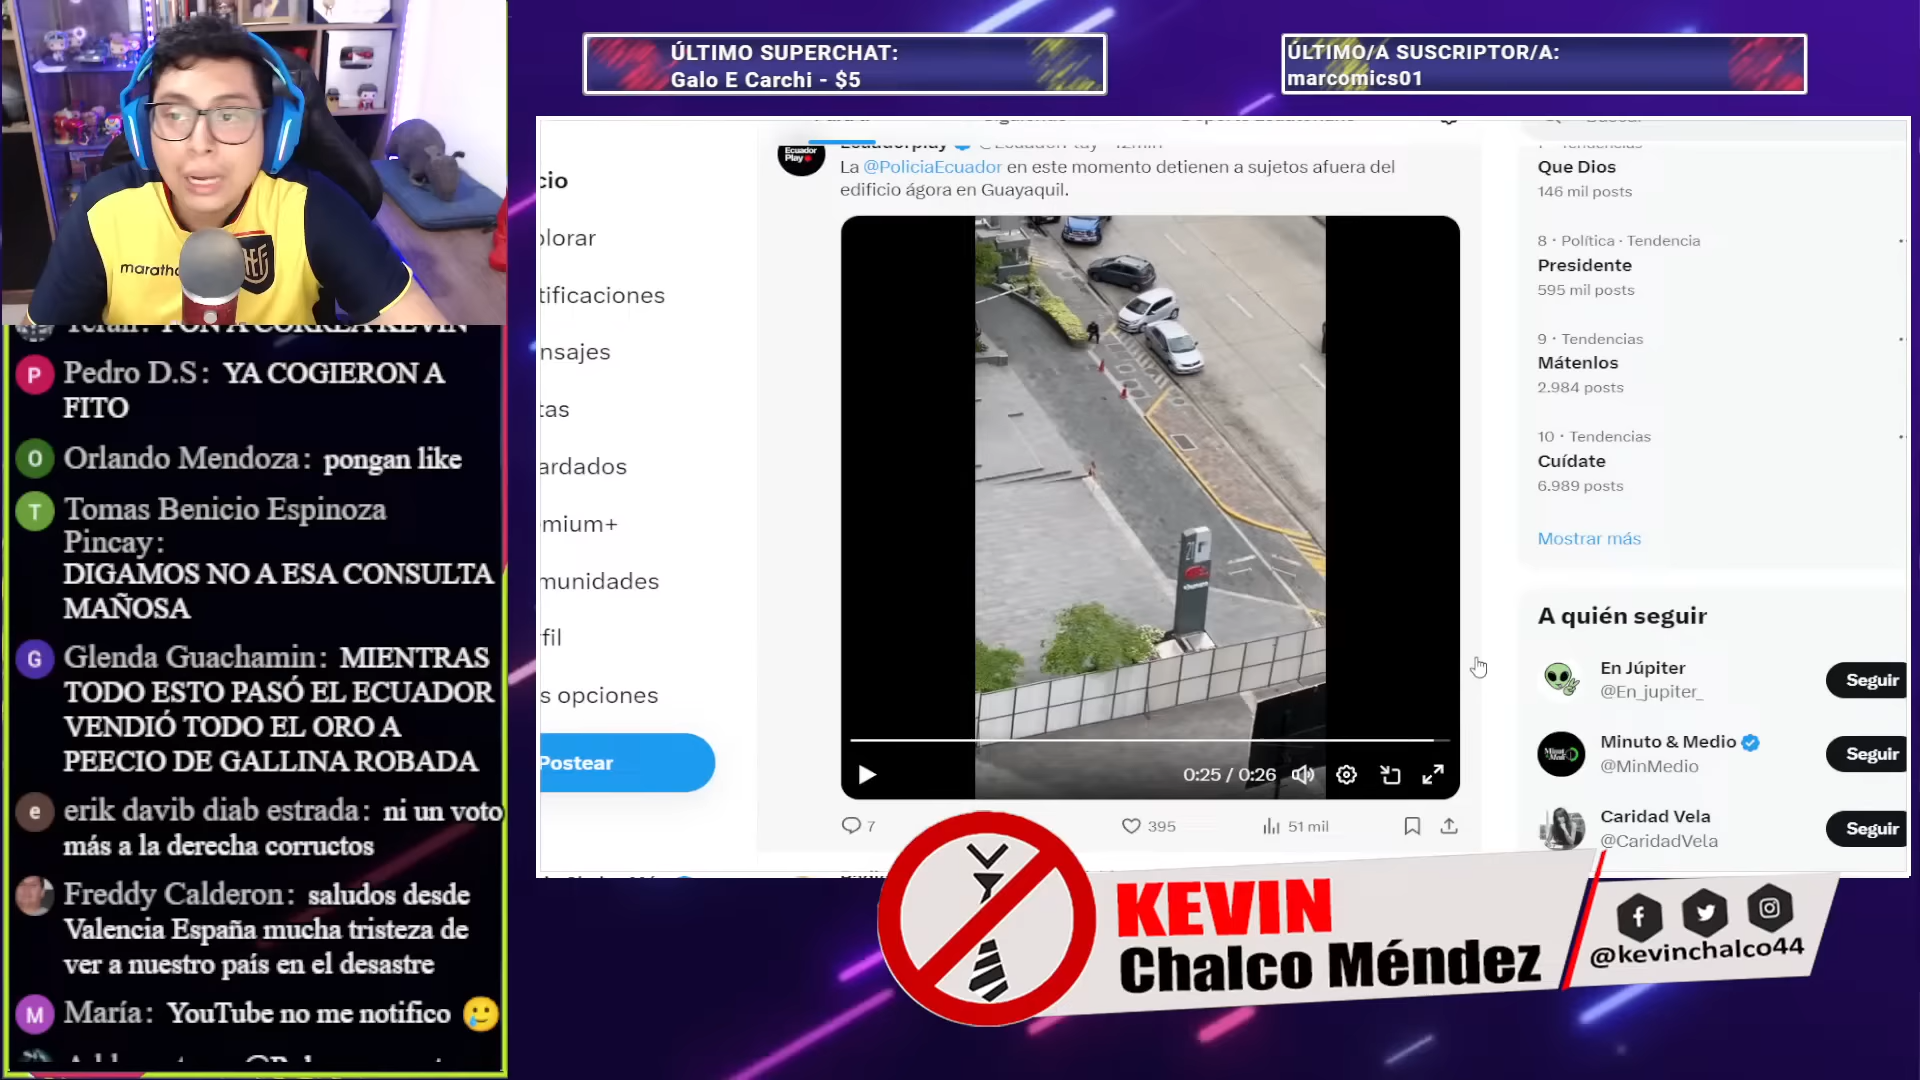 ÚLTIMO SUPERCHAT:
Galo E Carchi - $5
ÚLTIMO/A SUSCRIPTOR/A:
marcomics01
maratho
Pedro D.S: YA COGIERON A
FITO
Orlando Mendoza: pongan like
Tomas Benicio Espinoza
Pincay:
DIGAMOS NO A ESA CONSULTA
MAÑOSA
Glenda Guachamin: MIENTRAS
TODO ESTO PASÓ EL ECUADOR
VENDIÓ TODO EL ORO A
PEECIO DE GALLINA ROBADA
erik davib diab estrada: ni un voto
más a la derecha corructos
Freddy Calderon: saludos desde
Valencia España mucha tristeza de
ver a nuestro país en el desastre
María: YouTube no me notifico 🥲
cio
plorar
tificaciones
nsajes
tas
ardados
mium+
munidades
fil
s opciones
Postear
Ecuador
Play
La @PoliciaEcuador en este momento detienen a sujetos afuera del
edificio ágora en Guayaquil.
0:25 / 0:26
7
395
51 mil
Que Dios
146 mil posts
8 · Política · Tendencia
Presidente
595 mil posts
9 · Tendencias
Mátenlos
2.984 posts
10 · Tendencias
Cuídate
6.989 posts
Mostrar más
A quién seguir
En Júpiter
@En_jupiter_
Seguir
Minuto & Medio
@MinMedio
Seguir
Caridad Vela
@CaridadVela
Seguir
KEVIN
Chalco Méndez
@kevinchalco44